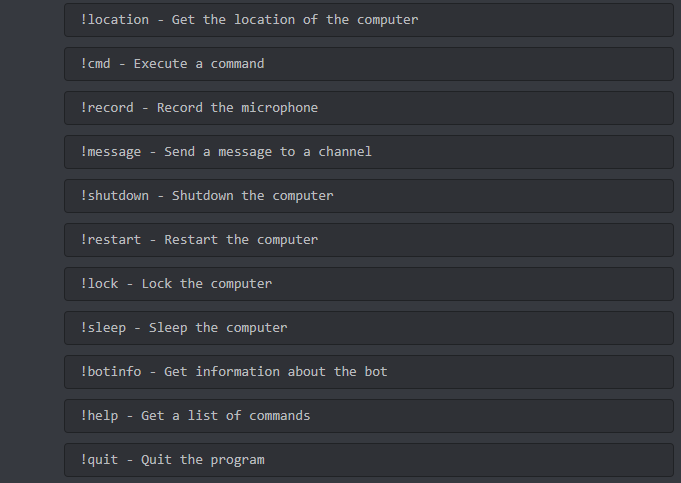 !location - Get the location of the computer
!cmd - Execute a command
!record - Record the microphone
!message - Send a message to a channel
!shutdown - Shutdown the computer
!restart - Restart the computer
!lock - Lock the computer
!sleep - Sleep the computer
!botinfo - Get information about the bot
!help - Get a list of commands
!quit - Quit the program